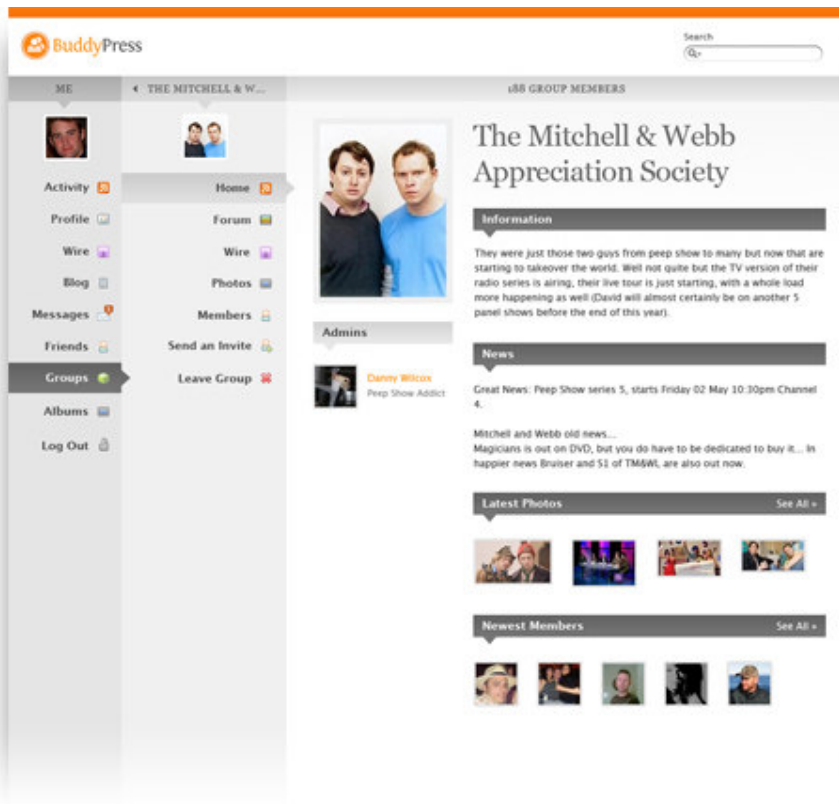 BuddyPress
Search
ME
THE MITCHELL & W...
188 GROUP MEMBERS
Activity
Profile
Wire
Blog
Messages
Friends
Groups
Albums
Log Out
Home
Forum
Wire
Photos
Members
Send an Invite
Leave Group
Admins
Danny Wilcox
Peep Show Addict
The Mitchell & Webb
Appreciation Society
Information
They were just those two guys from peep show to many but now that are
starting to takeover the world. Well not quite but the TV version of their
radio series is airing, their live tour is just starting, with a whole load
more happening as well (David will almost certainly be on another 5
panel shows before the end of this year).
News
Great News: Peep Show series 5, starts Friday 02 May 10:30pm Channel
4.
Mitchell and Webb old news...
Magicians is out on DVD, but you do have to be dedicated to buy it... In
happier news Bruiser and S1 of TM&WL are also out now.
Latest Photos
See All »
Newest Members
See All »